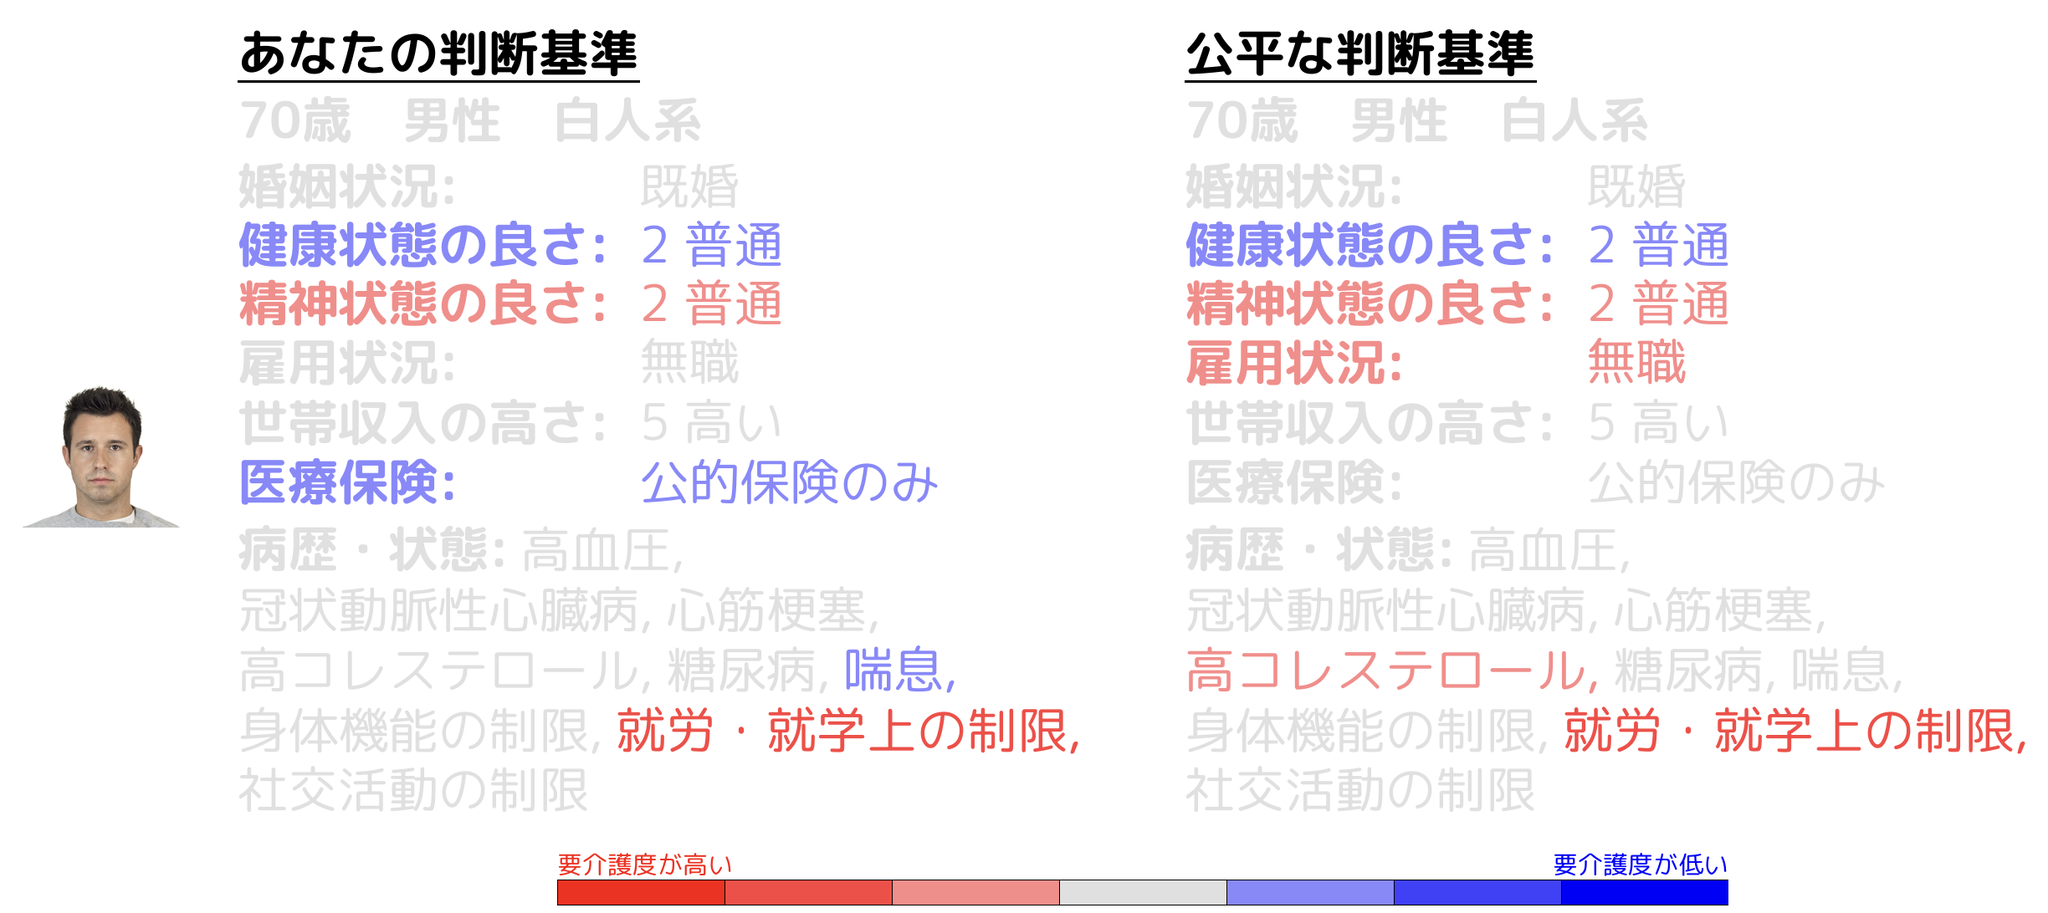 あなたの判断基準
70歳 男性 白人系
婚姻状況: 既婚
健康状態の良さ: 2 普通
精神状態の良さ: 2 普通
雇用状況: 無職
世帯収入の高さ: 5 高い
医療保険: 公的保険のみ
病歴・状態: 高血圧,
冠状動脈性心臓病, 心筋梗塞,
高コレステロール, 糖尿病, 喘息,
身体機能の制限, 就労・就学上の制限,
社交活動の制限
公平な判断基準
70歳 男性 白人系
婚姻状況: 既婚
健康状態の良さ: 2 普通
精神状態の良さ: 2 普通
雇用状況: 無職
世帯収入の高さ: 5 高い
医療保険: 公的保険のみ
病歴・状態: 高血圧,
冠状動脈性心臓病, 心筋梗塞,
高コレステロール, 糖尿病, 喘息,
身体機能の制限, 就労・就学上の制限,
社交活動の制限
要介護度が高い
要介護度が低い